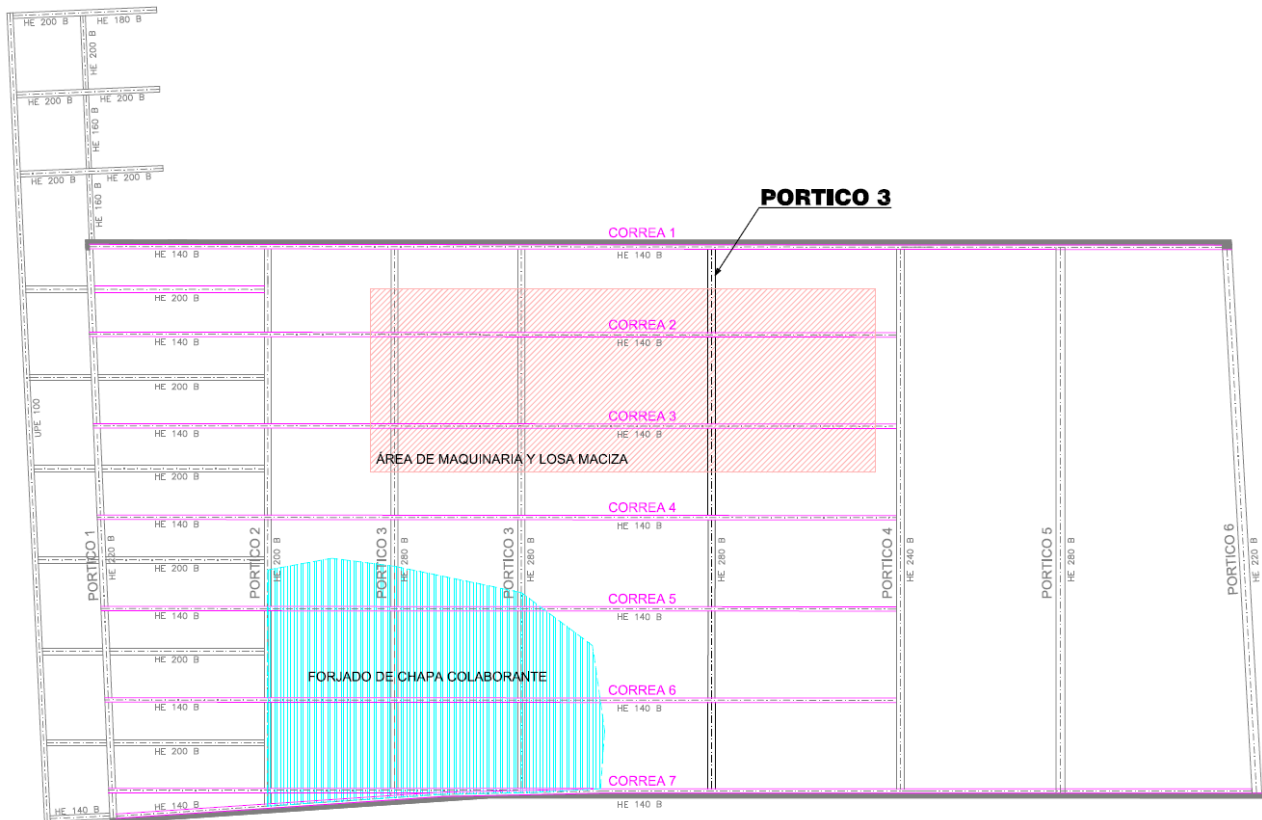 HE 200 B
HE 180 B
HE 200 B
HE 200 B
HE 200 B
HE 160 B
HE 200 B
HE 200 B
HE 160 B
PORTICO 3
CORREA 1
HE 140 B
HE 140 B
HE 200 B
CORREA 2
HE 140 B
HE 140 B
HE 200 B
UPE 100
CORREA 3
HE 140 B
HE 140 B
ÁREA DE MAQUINARIA Y LOSA MACIZA
HE 200 B
CORREA 4
HE 140 B
HE 140 B
PORTICO 1
HE 220 B
PORTICO 2
HE 200 B
PORTICO 3
HE 280 B
PORTICO 3
HE 280 B
HE 280 B
PORTICO 4
HE 240 B
PORTICO 5
HE 280 B
PORTICO 6
HE 220 B
HE 200 B
CORREA 5
HE 140 B
HE 140 B
HE 200 B
FORJADO DE CHAPA COLABORANTE
CORREA 6
HE 140 B
HE 140 B
HE 200 B
CORREA 7
HE 140 B
HE 140 B
HE 140 B